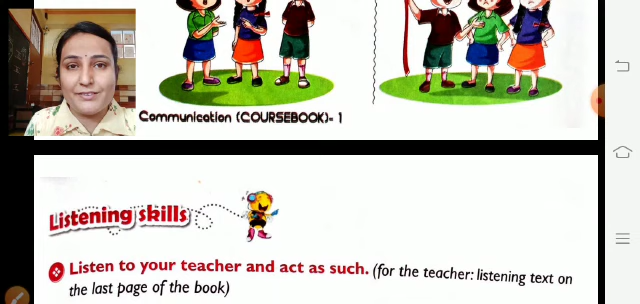 Communication (COURSEBOOK)- 1
Listening skills
Listen to your teacher and act as such. (for the teacher: listening text on
the last page of the book)